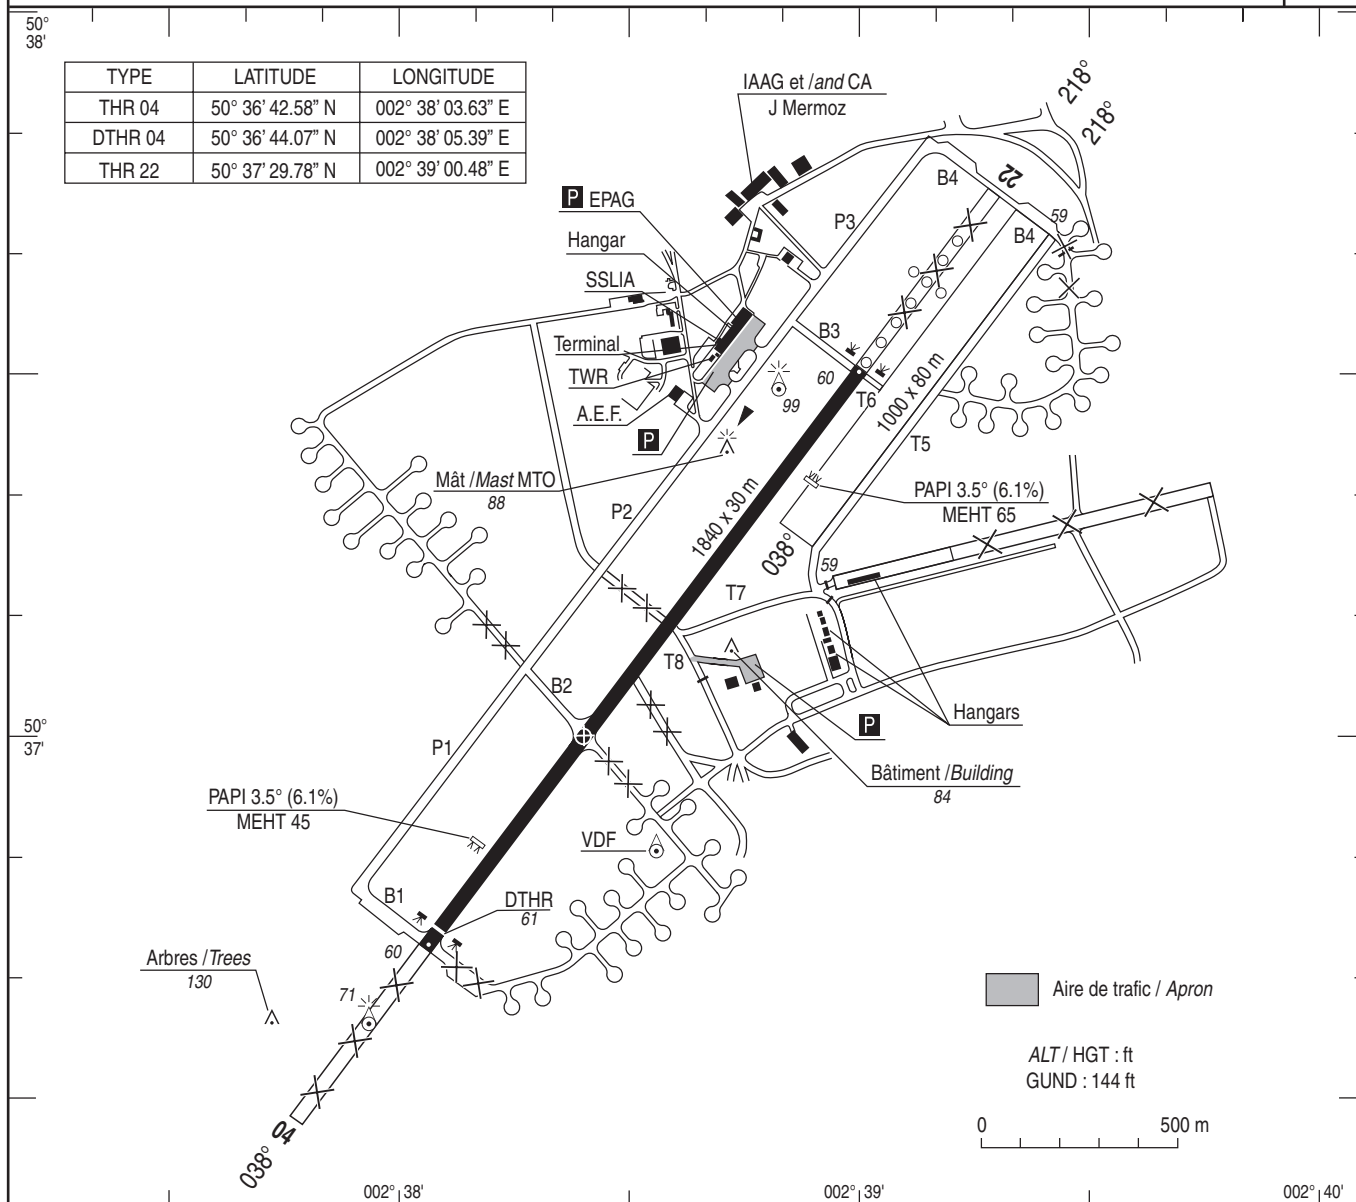 50°
38'
TYPE LATITUDE LONGITUDE
THR 04 50° 36' 42.58" N 002° 38' 03.63" E
DTHR 04 50° 36' 44.07" N 002° 38' 05.39" E
THR 22 50° 37' 29.78" N 002° 39' 00.48" E
IAAG et /and CA
J Mermoz
218°
218°
22
B4
B4
59
P EPAG
P3
Hangar
SSLIA
B3
Terminal
TWR
60
99
T6
A.E.F.
P
1000 x 80 m
T5
Mât /Mast MTO
88
PAPI 3.5° (6.1%)
MEHT 65
P2
1840 x 30 m
038°
59
T7
T8
B2
Hangars
50°
37'
P1
P
Bâtiment /Building
84
PAPI 3.5° (6.1%)
MEHT 45
VDF
B1
DTHR
61
60
Arbres /Trees
130
71
Aire de trafic / Apron
ALT / HGT : ft
GUND : 144 ft
0 500 m
04
038°
002° 38'
002° 39'
002° 40'